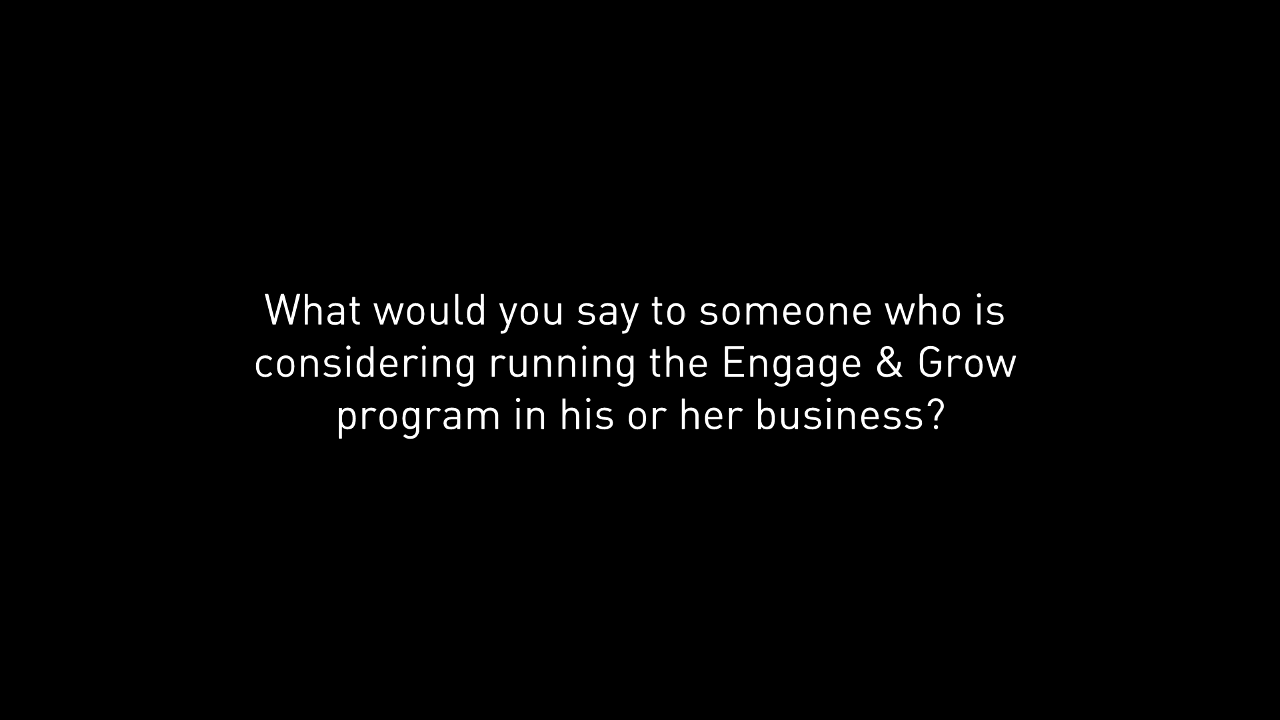 What would you say to someone who is
considering running the Engage & Grow
program in his or her business?